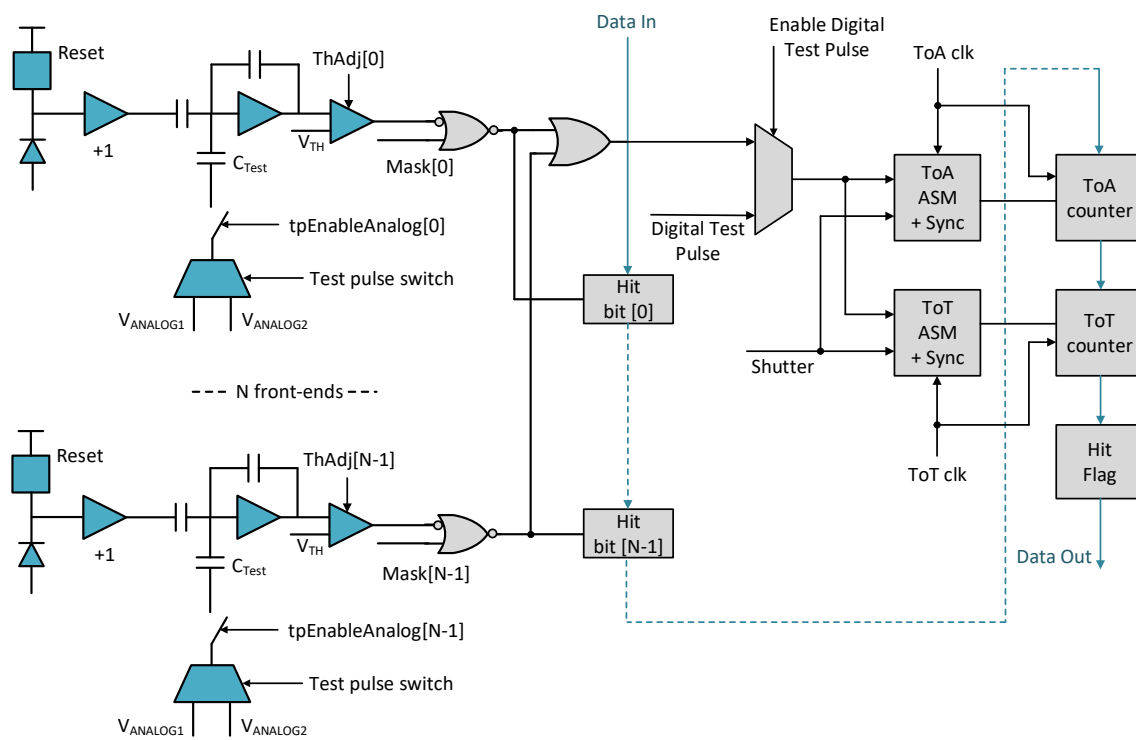 Data In
Enable Digital
Test Pulse
ToA clk
Reset
ThAdj[0]
+1
V_TH
C_Test
Mask[0]
ToA
ASM
+ Sync
ToA
counter
tpEnableAnalog[0]
Digital Test
Pulse
Test pulse switch
Hit
bit [0]
V_ANALOG1
V_ANALOG2
ToT
ASM
+ Sync
ToT
counter
Shutter
N front-ends
Reset
ThAdj[N-1]
ToT clk
Hit
Flag
+1
V_TH
C_Test
Mask[N-1]
Hit
bit [N-1]
Data Out
tpEnableAnalog[N-1]
Test pulse switch
V_ANALOG1
V_ANALOG2